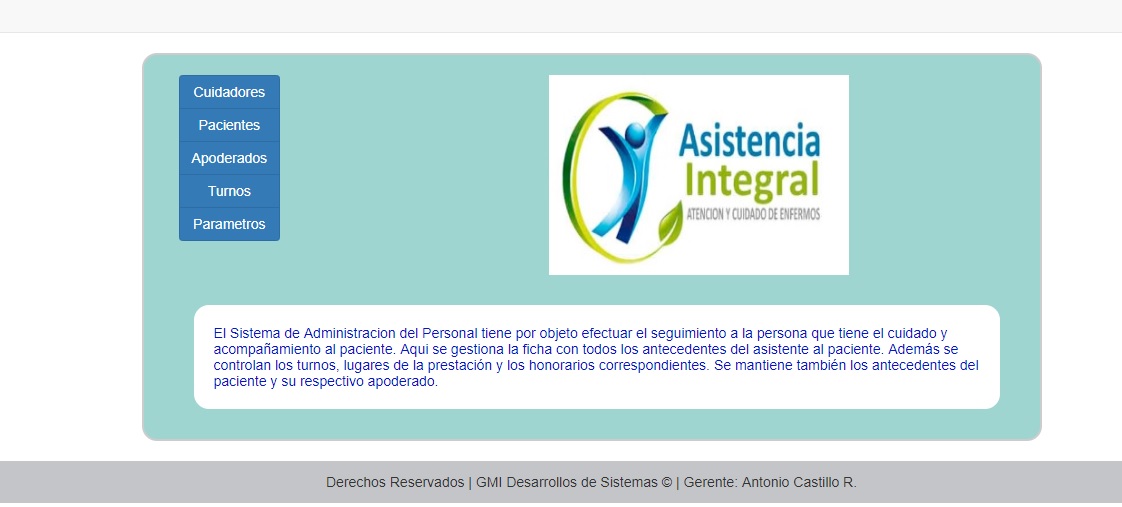 Cuidadores
Pacientes
Apoderados
Turnos
Parametros
Asistencia
Integral
ATENCION Y CUIDADO DE ENFERMOS
El Sistema de Administracion del Personal tiene por objeto efectuar el seguimiento a la persona que tiene el cuidado y
acompañamiento al paciente. Aqui se gestiona la ficha con todos los antecedentes del asistente al paciente. Además se
controlan los turnos, lugares de la prestación y los honorarios correspondientes. Se mantiene también los antecedentes del
paciente y su respectivo apoderado.
Derechos Reservados | GMI Desarrollos de Sistemas © | Gerente: Antonio Castillo R.